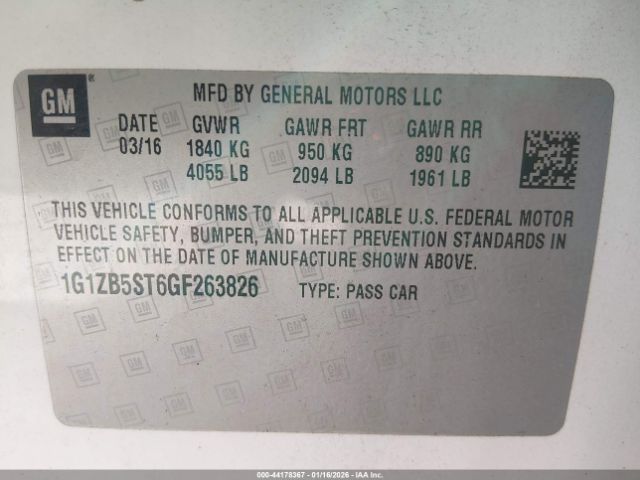 GM ®
MFD BY GENERAL MOTORS LLC
DATE GVWR GAWR FRT GAWR RR
03/16 1840 KG 950 KG 890 KG
4055 LB 2094 LB 1961 LB
THIS VEHICLE CONFORMS TO ALL APPLICABLE U.S. FEDERAL MOTOR
VEHICLE SAFETY, BUMPER, AND THEFT PREVENTION STANDARDS IN
EFFECT ON THE DATE OF MANUFACTURE SHOWN ABOVE.
1G1ZB5ST6GF263826 TYPE: PASS CAR
000-44178367 - 01/16/2026 - IAA Inc.